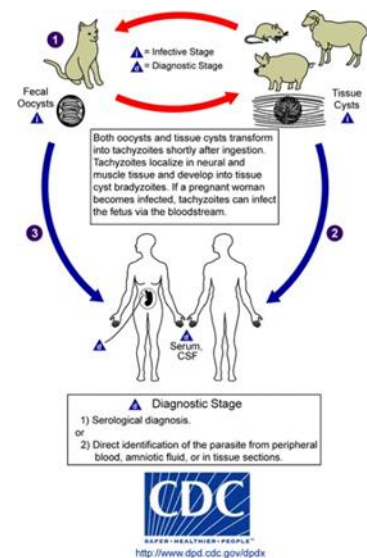 1
i = Infective Stage
d = Diagnostic Stage
Fecal
Oocysts
i
Tissue
Cysts
i
Both oocysts and tissue cysts transform
into tachyzoites shortly after ingestion.
Tachyzoites localize in neural and
muscle tissue and develop into tissue
cyst bradyzoites. If a pregnant woman
becomes infected, tachyzoites can infect
the fetus via the bloodstream.
3
2
d
d
Serum,
CSF
d Diagnostic Stage
1) Serological diagnosis.
or
2) Direct identification of the parasite from peripheral
blood, amniotic fluid, or in tissue sections.
CDC
SAFER • HEALTHIER • PEOPLE™
http://www.dpd.cdc.gov/dpdx